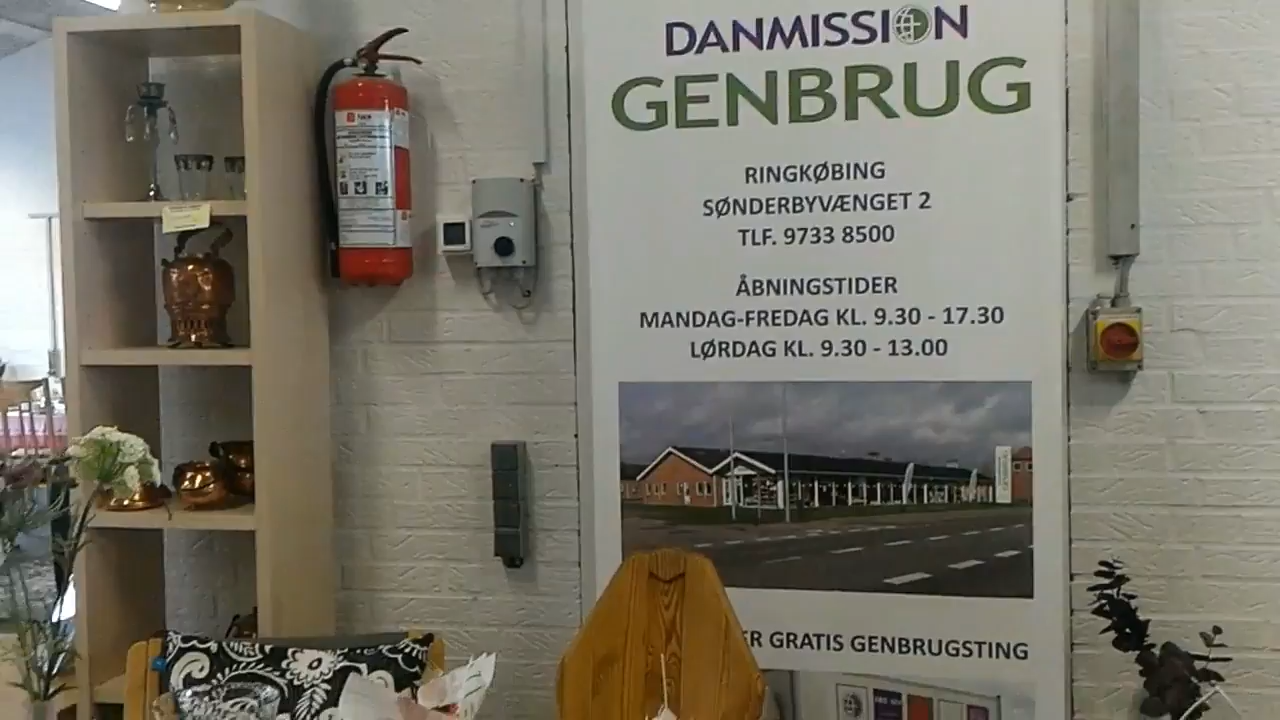 DANMISSION
GENBRUG
RINGKØBING
SØNDERBYVÆNGET 2
TLF. 9733 8500
ÅBNINGSTIDER
MANDAG-FREDAG KL. 9.30 - 17.30
LØRDAG KL. 9.30 - 13.00
GRATIS GENBRUGSTING